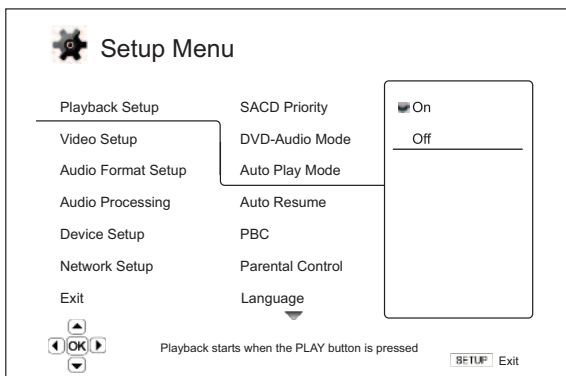 Setup Menu
Playback Setup
Video Setup
Audio Format Setup
Audio Processing
Device Setup
Network Setup
Exit
SACD Priority
DVD-Audio Mode
Auto Play Mode
Auto Resume
PBC
Parental Control
Language
On
Off
OK
Playback starts when the PLAY button is pressed
SETUP Exit